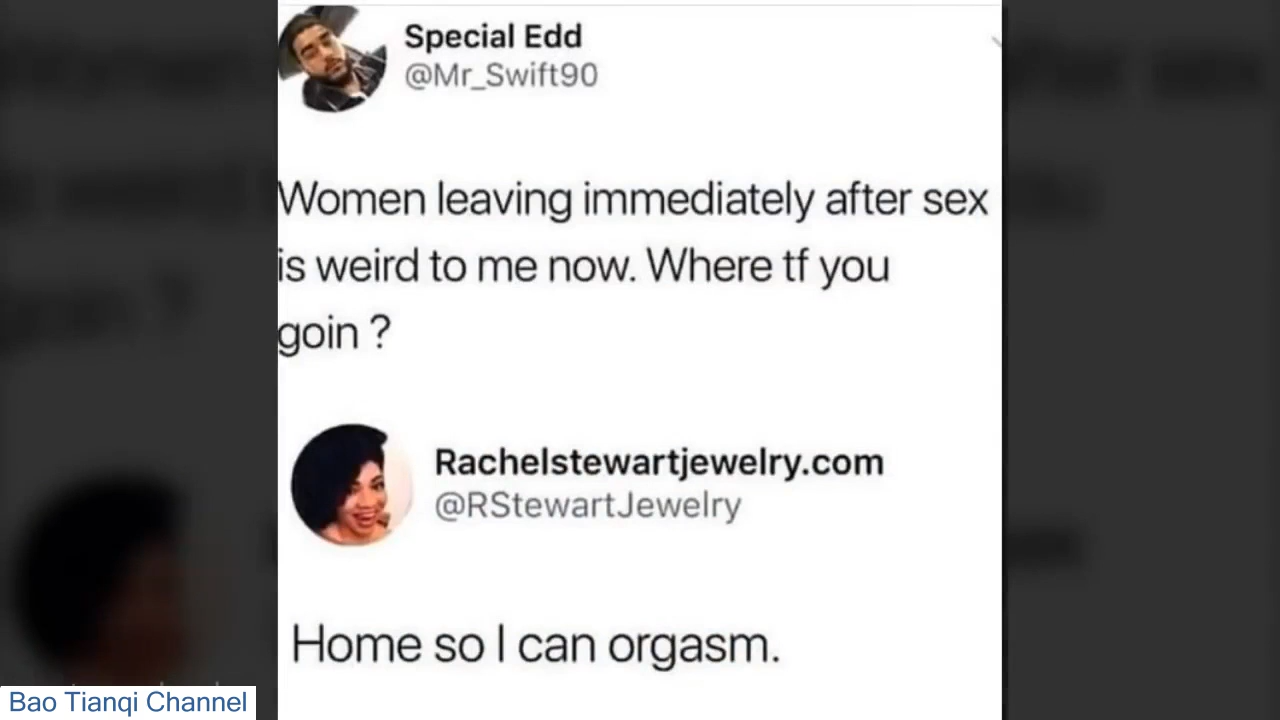 Special Edd
@Mr_Swift90
Women leaving immediately after sex
is weird to me now. Where tf you
goin ?
Rachelstewartjewelry.com
@RStewartJewelry
Home so I can orgasm.
Bao Tianqi Channel